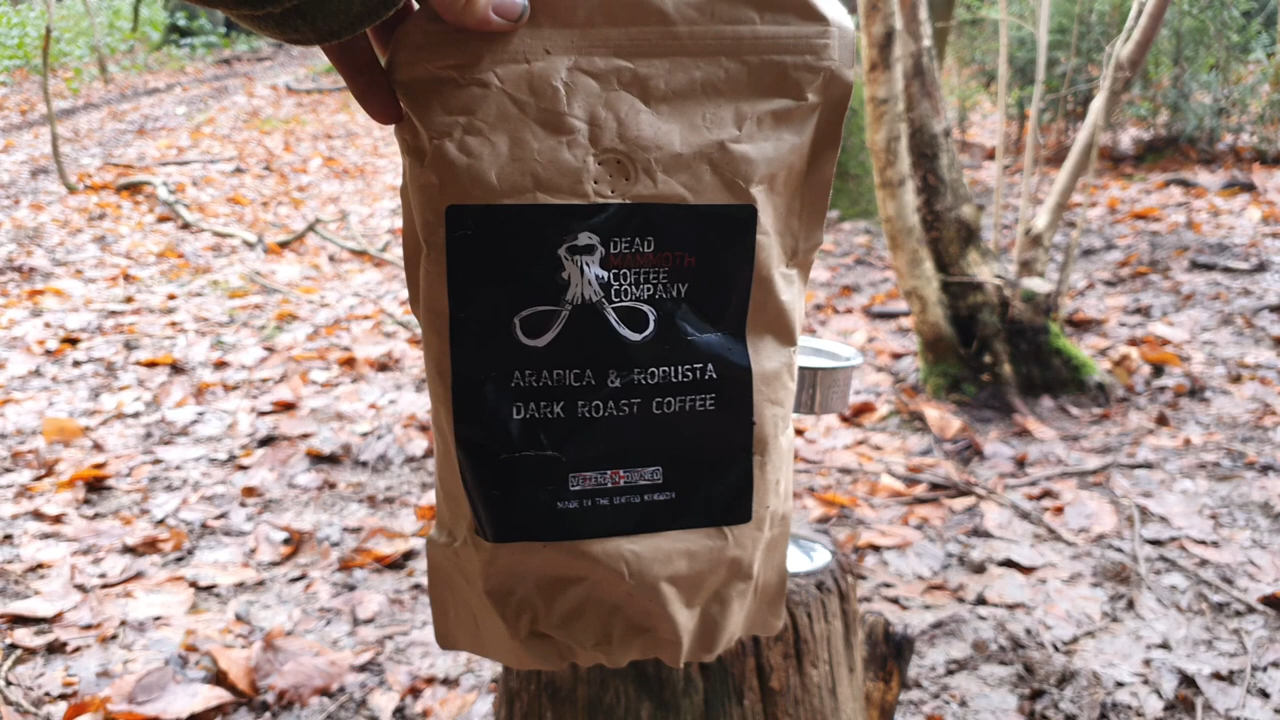 DEAD
MAMMOTH
COFFEE
COMPANY
ARABICA & ROBUSTA
DARK ROAST COFFEE
VETERAN OWNED
MADE IN THE UNITED KINGDOM